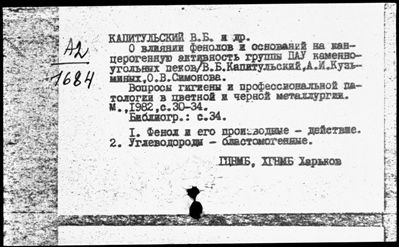 КАПИТУЛЬСКИЙ В.Б. и др.
А2
1684
О влиянии фенолов и оснований на кан-
церогенную активность группы ПАУ каменно-
угольных пеков/В.Б.Капитульский,А.И.Кузь-
миных,О.В.Симонова.
Вопросы гигиены и профессиональной па-
тологии в цветной и черной металлургии.
М.,1982,с.30-34.
Библиогр.: с.34.
I. Фенол и его производные - действие.
2. Углеводороды - бластомогенные.
ГЦНМБ, ХГНМБ Харьков